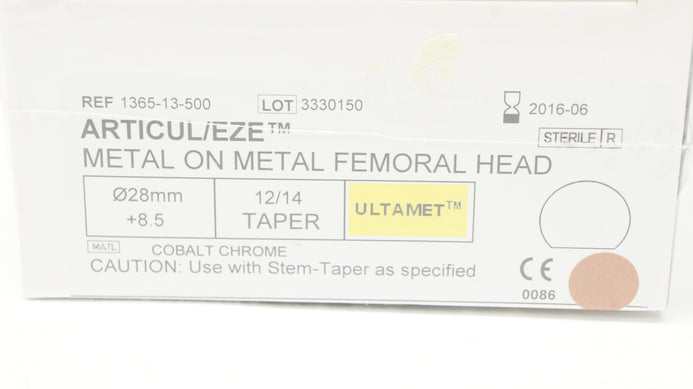 REF 1365-13-500 LOT 3330150 2016-06
ARTICUL/EZE™ STERILE R
METAL ON METAL FEMORAL HEAD
Ø28mm 12/14 ULTAMET™
+8.5 TAPER
MATL COBALT CHROME
CAUTION: Use with Stem-Taper as specified
CE
0086